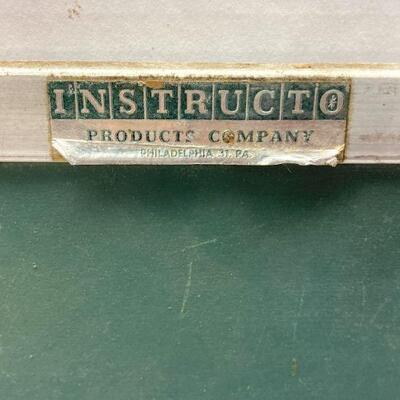 INSTRUCTO
PRODUCTS COMPANY
PHILADELPHIA 31, PA.